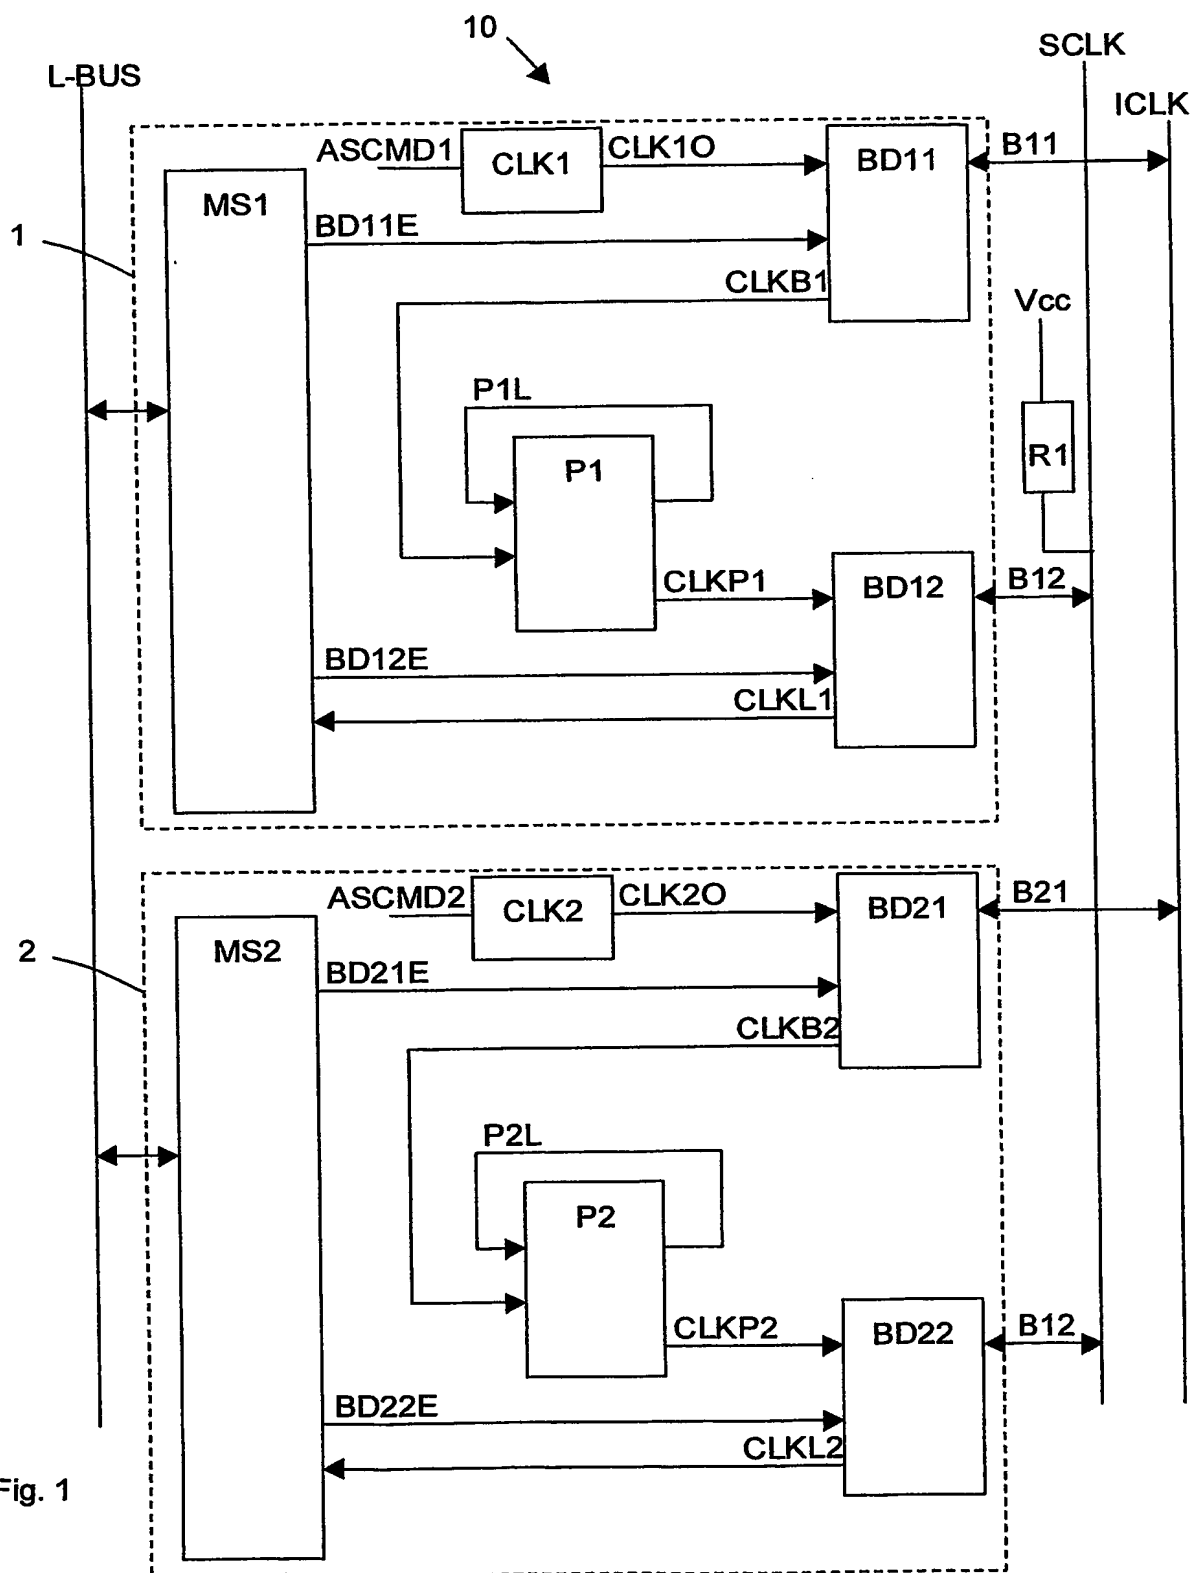 10
SCLK
L-BUS
ICLK
ASCMD1
CLK1
CLK1O
BD11
B11
MS1
BD11E
1
CLKB1
Vcc
P1L
R1
P1
CLKP1
BD12
B12
BD12E
CLKL1
ASCMD2
CLK2
CLK2O
BD21
B21
MS2
2
BD21E
CLKB2
P2L
P2
CLKP2
BD22
B12
BD22E
CLKL2
Fig. 1